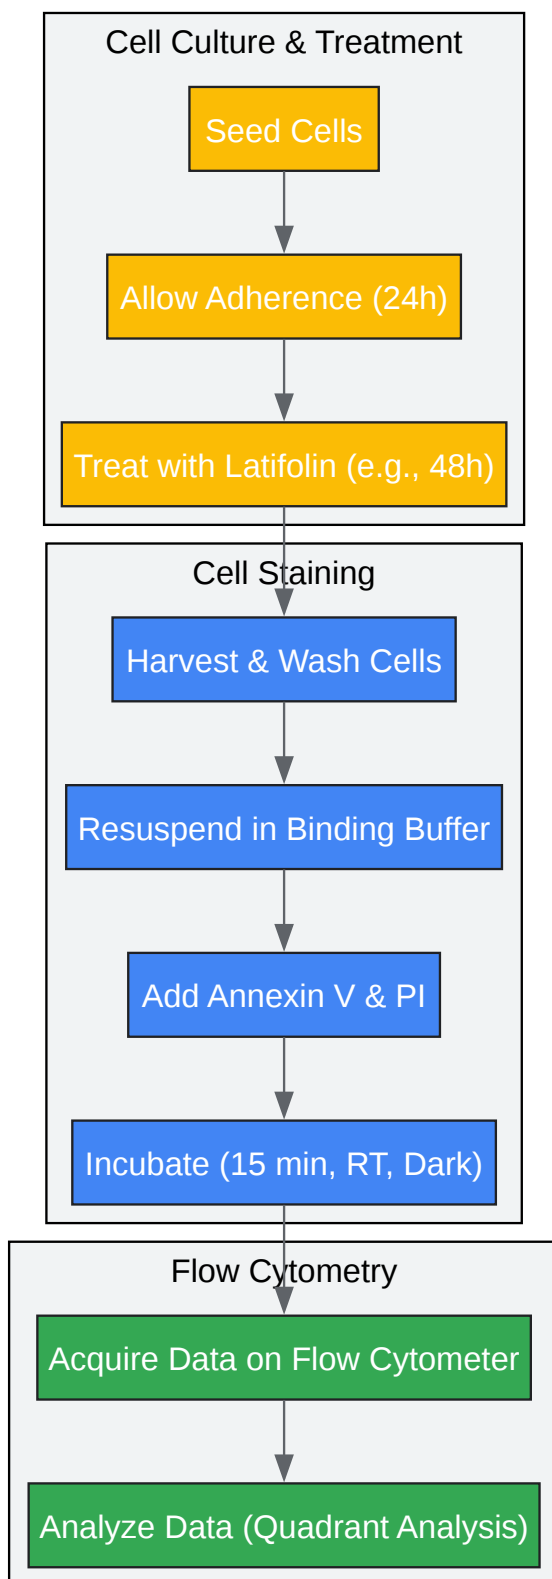 Cell Culture & Treatment
Seed Cells
Allow Adherence (24h)
Treat with Latifolin (e.g., 48h)
Cell Staining
Harvest & Wash Cells
Resuspend in Binding Buffer
Add Annexin V & PI
Incubate (15 min, RT, Dark)
Flow Cytometry
Acquire Data on Flow Cytometer
Analyze Data (Quadrant Analysis)